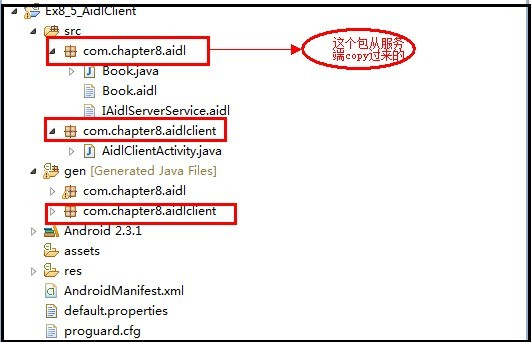 Ex8_5_AidlClient
src
com.chapter8.aidl
这个包从服务
端copy过来的
Book.java
Book.aidl
IAidlServerService.aidl
com.chapter8.aidlclient
AidlClientActivity.java
gen [Generated Java Files]
com.chapter8.aidl
com.chapter8.aidlclient
Android 2.3.1
assets
res
AndroidManifest.xml
default.properties
proguard.cfg